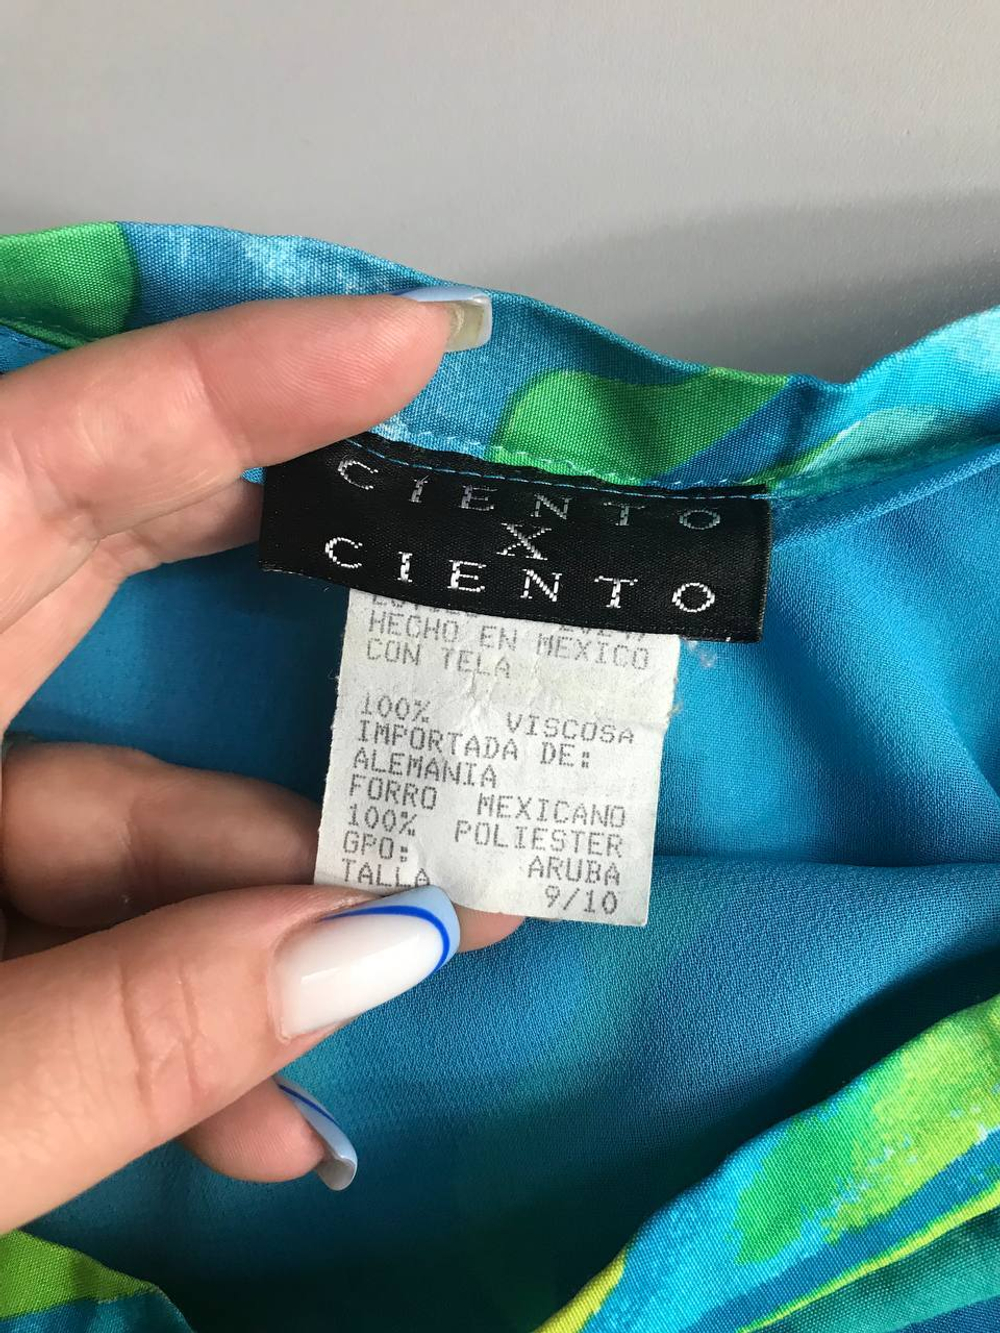 CIENTO
X
CIENTO
HECHO EN MEXICO
CON TELA
100% VISCOSA
IMPORTADA DE:
ALEMANIA
FORRO MEXICANO
100% POLIESTER
GPO: ARUBA
TALLA 9/10